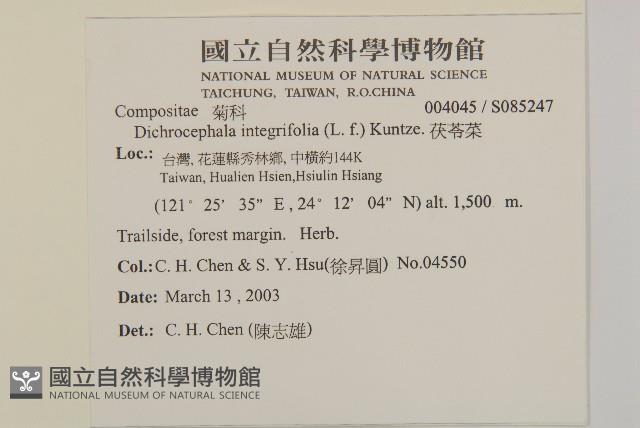 國立自然科學博物館
NATIONAL MUSEUM OF NATURAL SCIENCE
TAICHUNG, TAIWAN, R.O.CHINA
Compositae 菊科 004045 / S085247
Dichrocephala integrifolia (L. f.) Kuntze. 茯苓菜
Loc.: 台灣, 花蓮縣秀林鄉, 中橫約144K
Taiwan, Hualien Hsien,Hsiulin Hsiang
(121° 25’ 35” E , 24° 12’ 04” N) alt. 1,500 m.
Trailside, forest margin. Herb.
Col.: C. H. Chen & S. Y. Hsu(徐昇圓) No.04550
Date: March 13 , 2003
Det.: C. H. Chen (陳志雄)
國立自然科學博物館
NATIONAL MUSEUM OF NATURAL SCIENCE